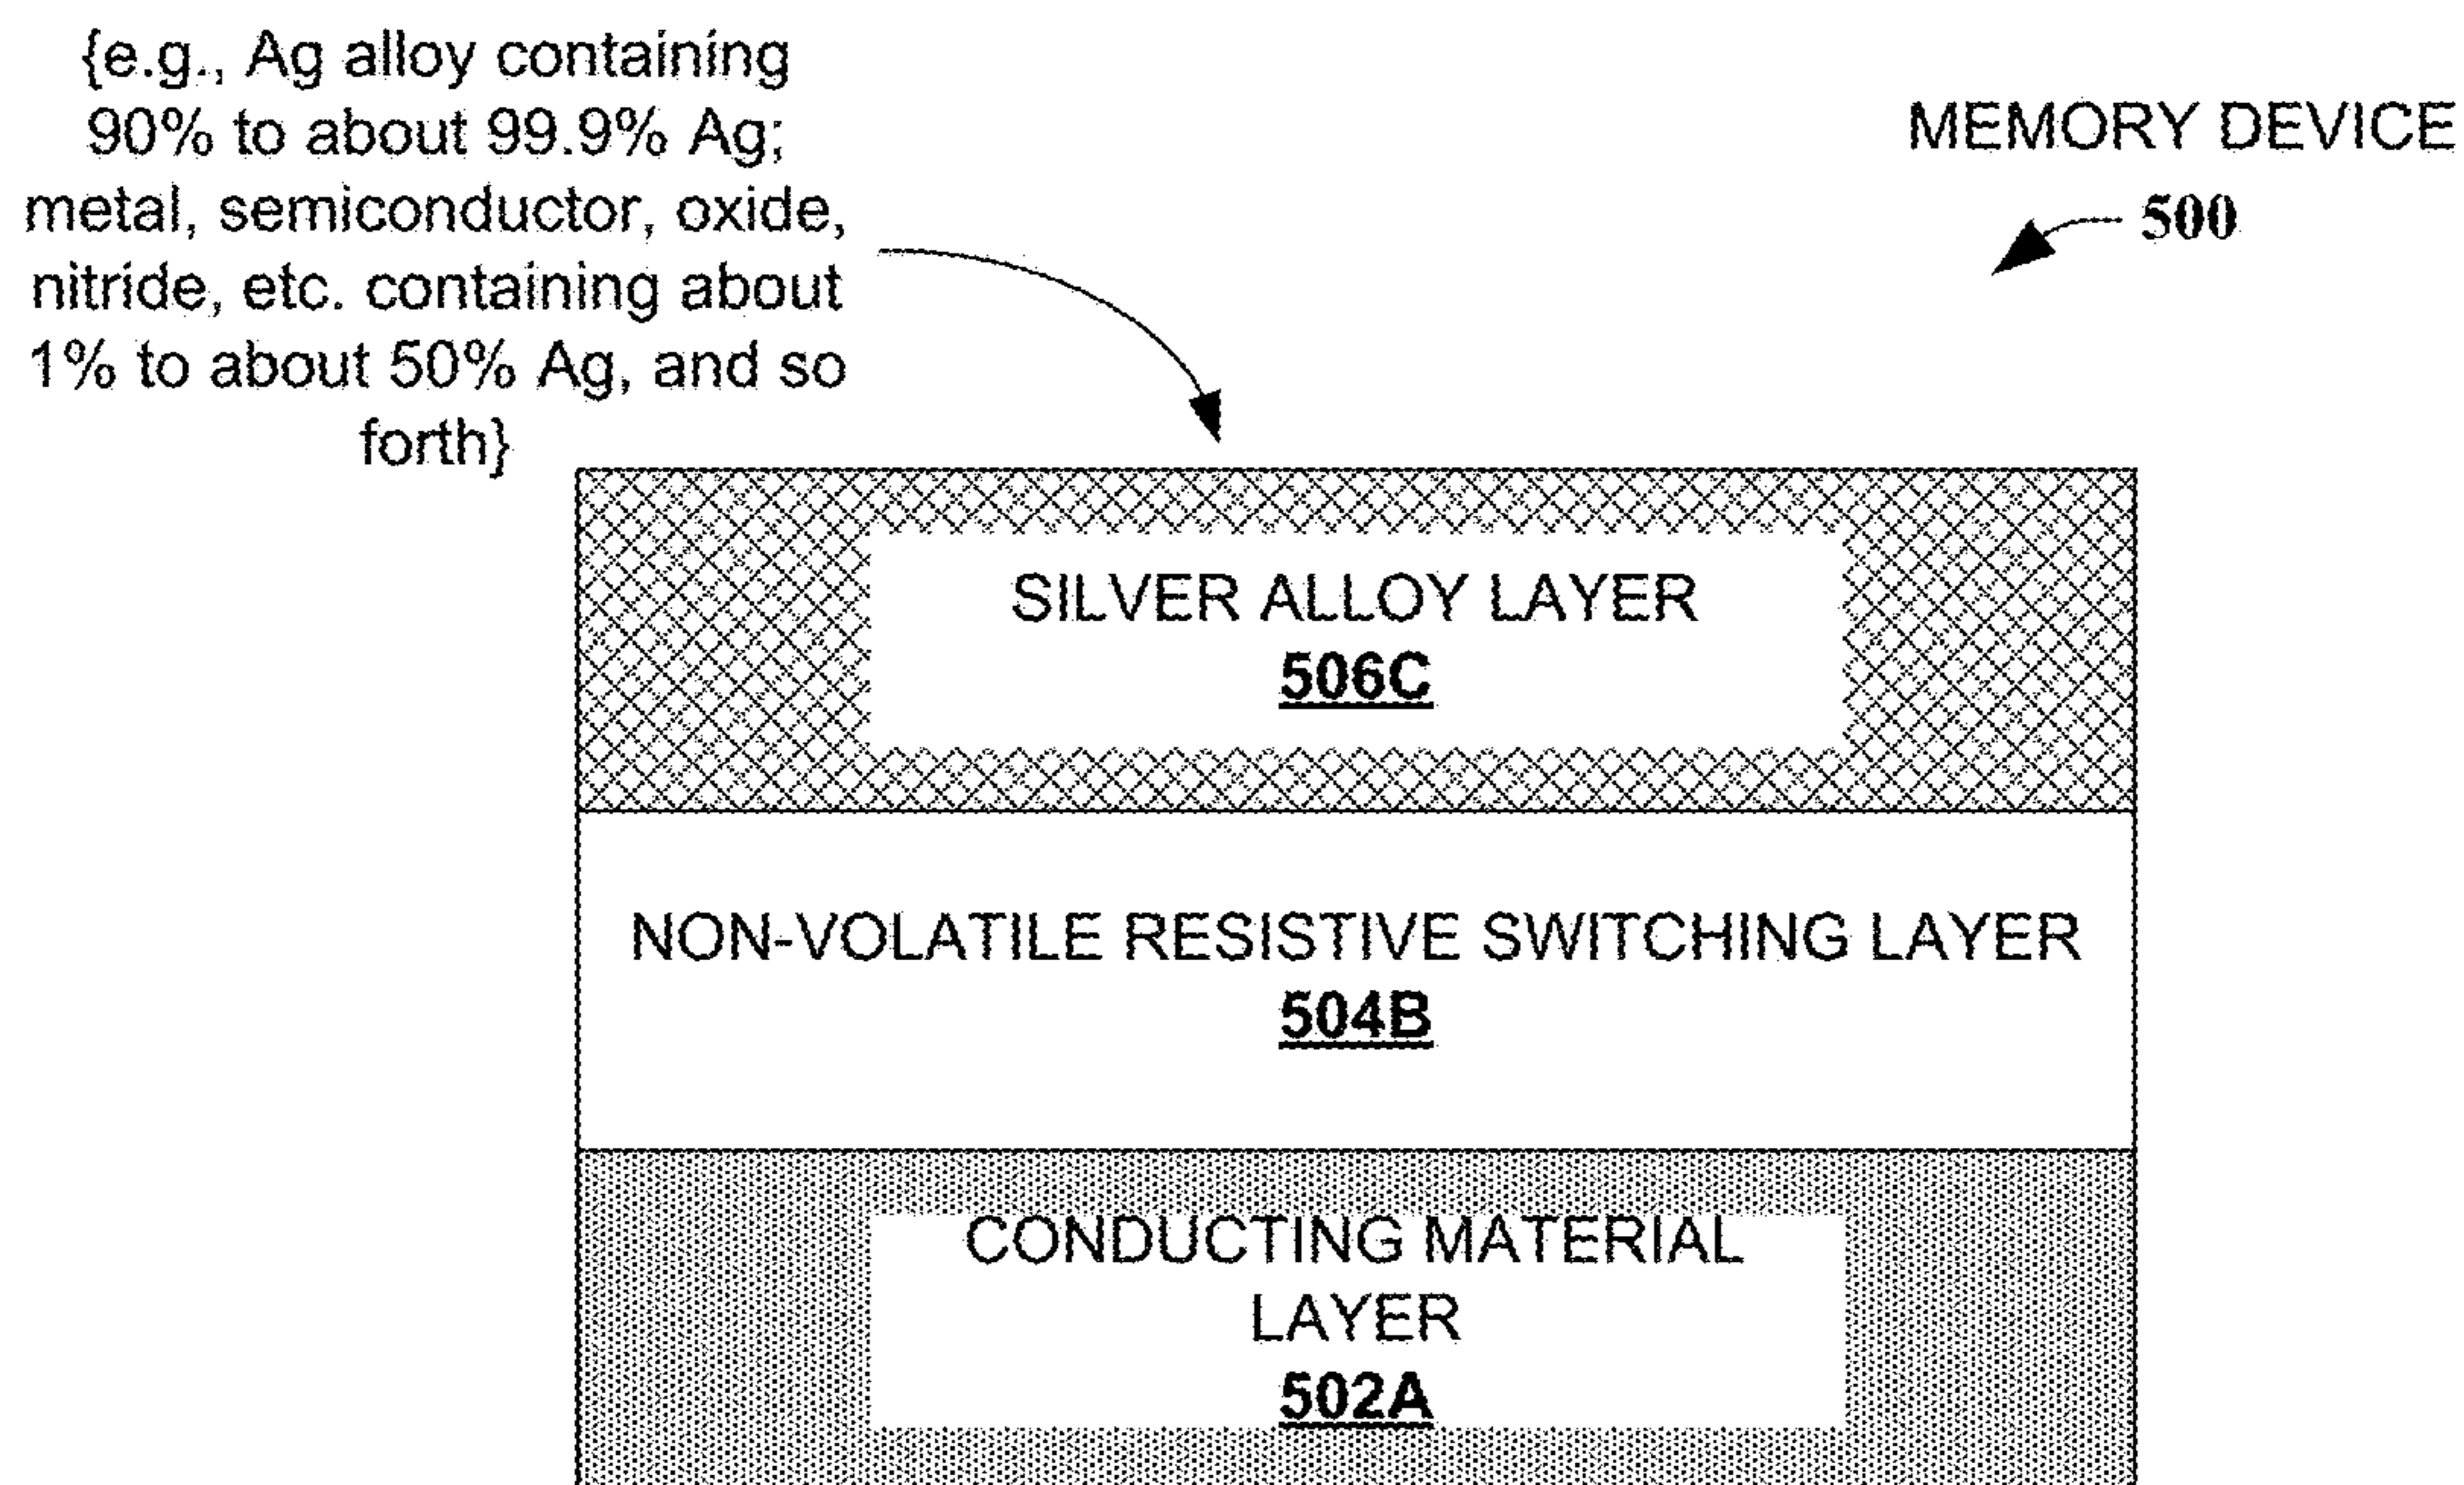 {e.g., Ag alloy containing
90% to about 99.9% Ag;
metal, semiconductor, oxide,
nitride, etc. containing about
1% to about 50% Ag, and so
forth}
MEMORY DEVICE
500
SILVER ALLOY LAYER
506C
NON-VOLATILE RESISTIVE SWITCHING LAYER
504B
CONDUCTING MATERIAL
LAYER
502A